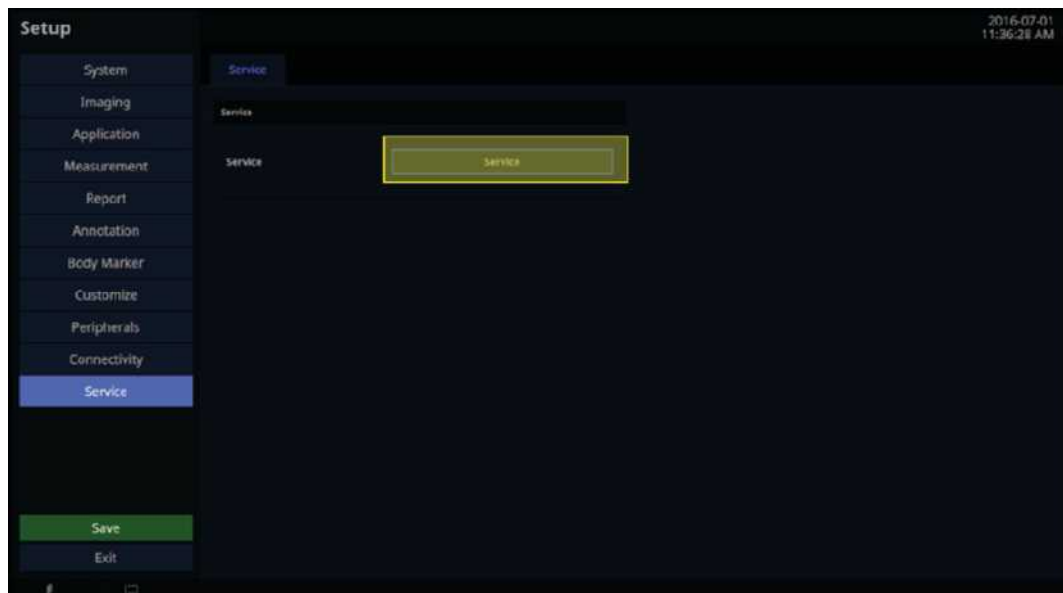 Setup
2016-07-01
11:36:28 AM
System
Imaging
Application
Measurement
Report
Annotation
Body Marker
Customize
Peripherals
Connectivity
Service
Save
Exit
Service
Service
Service
Service